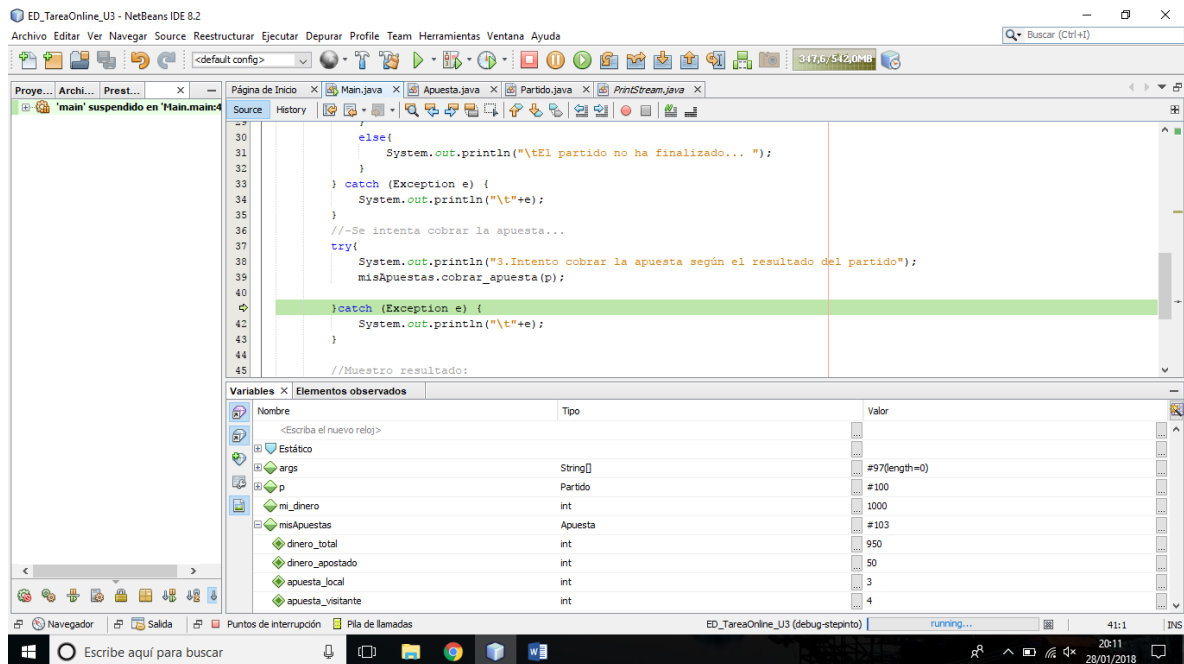 ED_TareaOnline_U3 - NetBeans IDE 8.2
Archivo Editar Ver Navegar Source Reestructurar Ejecutar Depurar Profile Team Herramientas Ventana Ayuda
Buscar (Ctrl+I)
<default config>
347,6/542,0MB
Proye... Archi... Prest...
Página de Inicio Main.java Apuesta.java Partido.java PrintStream.java
'main' suspendido en 'Main.main:4
Source History
29 }
30 else{
31 System.out.println("\tEl partido no ha finalizado... ");
32 }
33 } catch (Exception e) {
34 System.out.println("\t"+e);
35 }
36 //-Se intenta cobrar la apuesta...
37 try{
38 System.out.println("3.Intento cobrar la apuesta según el resultado del partido");
39 misApuestas.cobrar_apuesta(p);
40
}catch (Exception e) {
42 System.out.println("\t"+e);
43 }
44
45 //Muestro resultado:
Variables Elementos observados
Nombre Tipo Valor
<Escriba el nuevo reloj>
Estático
args String[] #97(length=0)
p Partido #100
mi_dinero int 1000
misApuestas Apuesta #103
dinero_total int 950
dinero_apostado int 50
apuesta_local int 3
apuesta_visitante int 4
Navegador Salida Puntos de interrupción Pila de llamadas ED_TareaOnline_U3 (debug-stepinto) running... 41:1 INS
Escribe aquí para buscar
20:11
28/01/2018